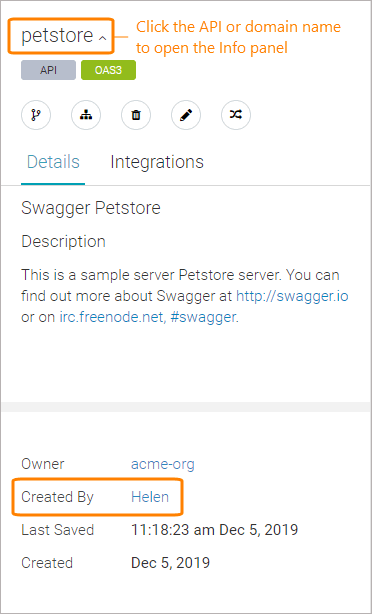 petstore
Click the API or domain name
to open the Info panel
API OAS3
Details Integrations
Swagger Petstore
Description
This is a sample server Petstore server. You can
find out more about Swagger at http://swagger.io
or on irc.freenode.net, #swagger.
Owner acme-org
Created By Helen
Last Saved 11:18:23 am Dec 5, 2019
Created Dec 5, 2019